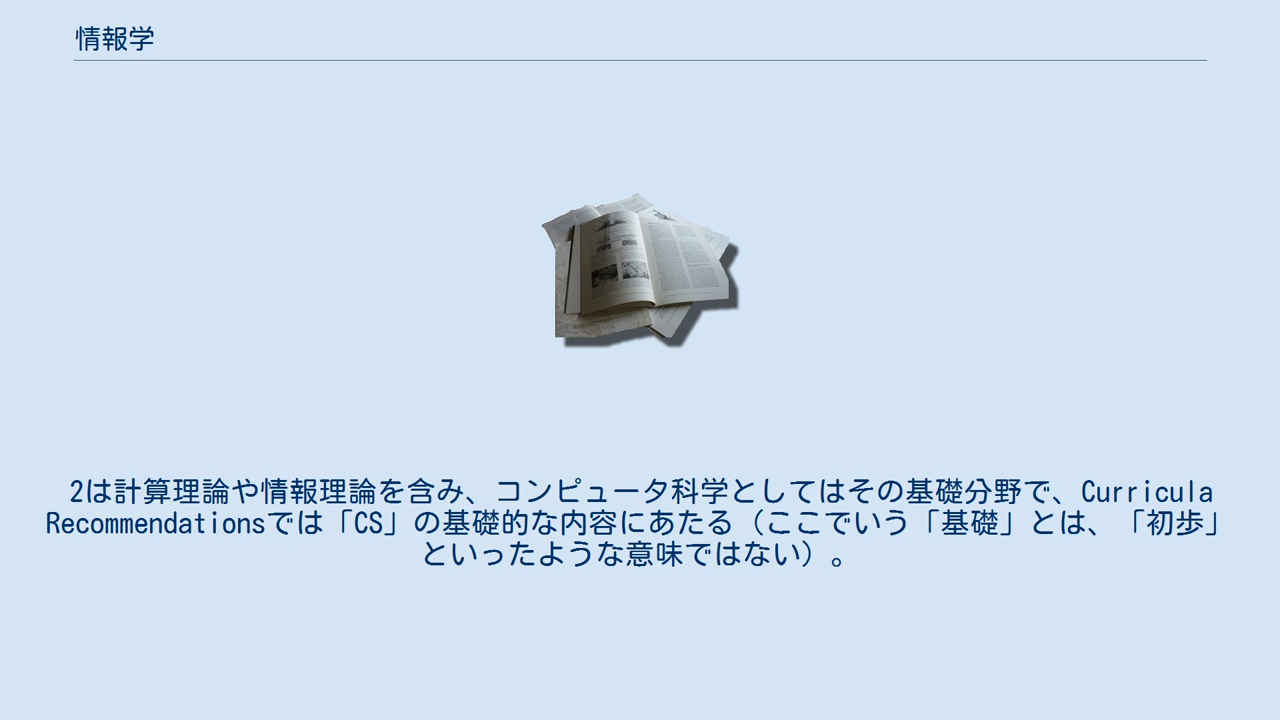 情報学
2は計算理論や情報理論を含み、コンピュータ科学としてはその基礎分野で、Curricula
Recommendationsでは「CS」の基礎的な内容にあたる（ここでいう「基礎」とは、「初歩」
といったような意味ではない）。